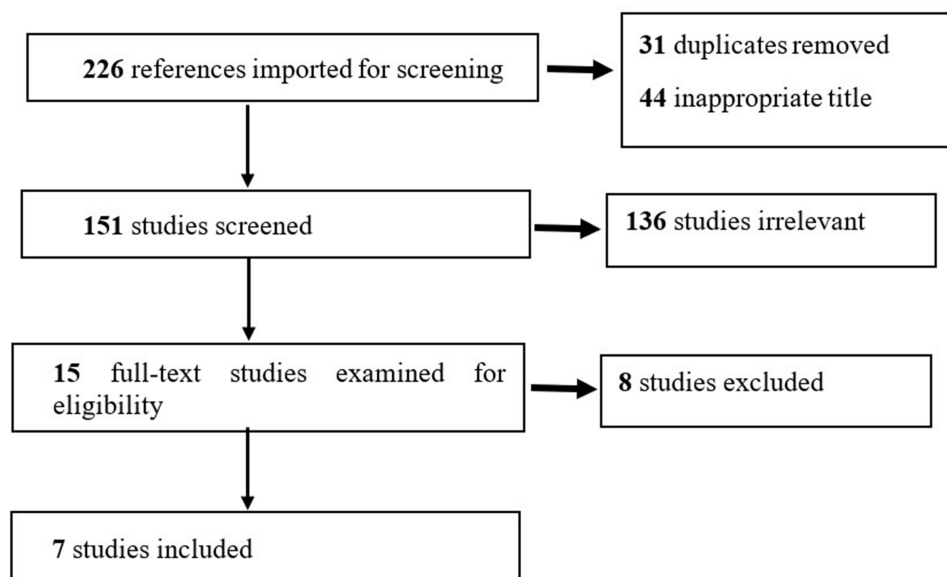 226 references imported for screening
31 duplicates removed
44 inappropriate title
151 studies screened
136 studies irrelevant
15 full-text studies examined for
eligibility
8 studies excluded
7 studies included